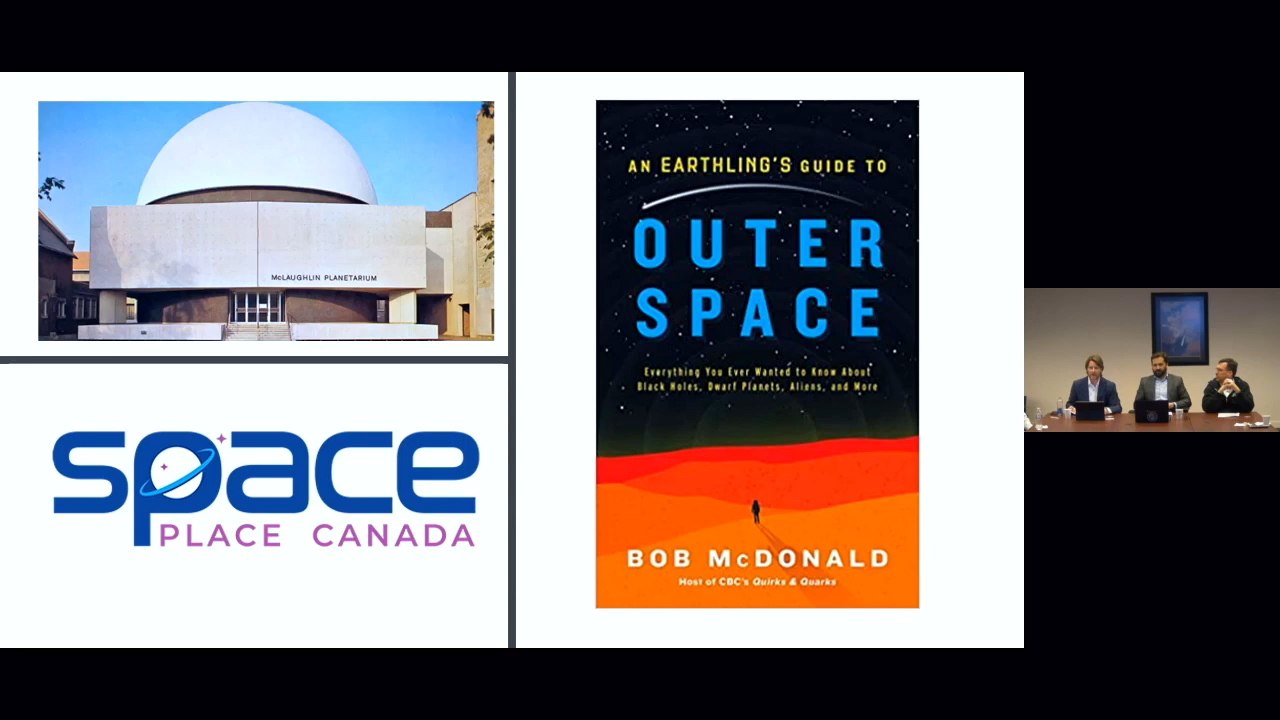 McLAUGHLIN PLANETARIUM
space
PLACE CANADA
AN EARTHLING'S GUIDE TO
OUTER
SPACE
Everything You Ever Wanted to Know About
Black Holes, Dwarf Planets, Aliens, and More
BOB McDONALD
Host of CBC's Quirks & Quarks